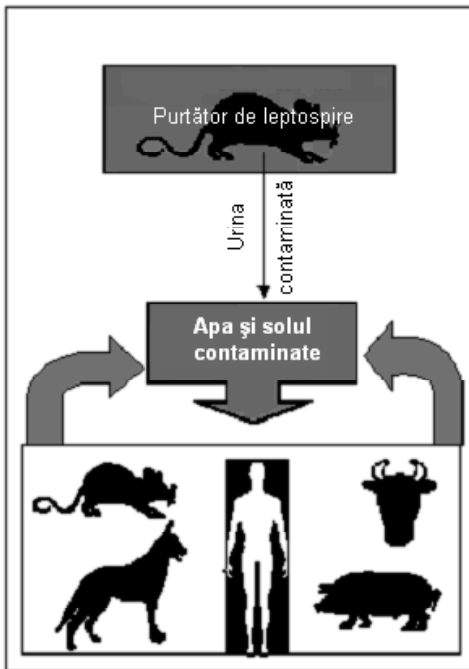 Purtător de leptospire
Urina
contaminată
Apa şi solul
contaminate